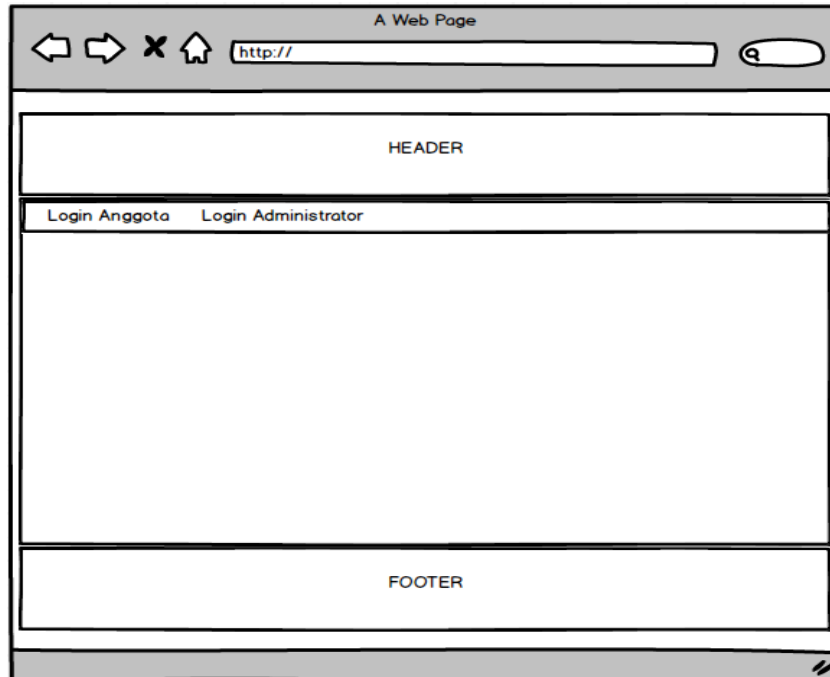 A Web Page
http://
HEADER
Login Anggota Login Administrator
FOOTER